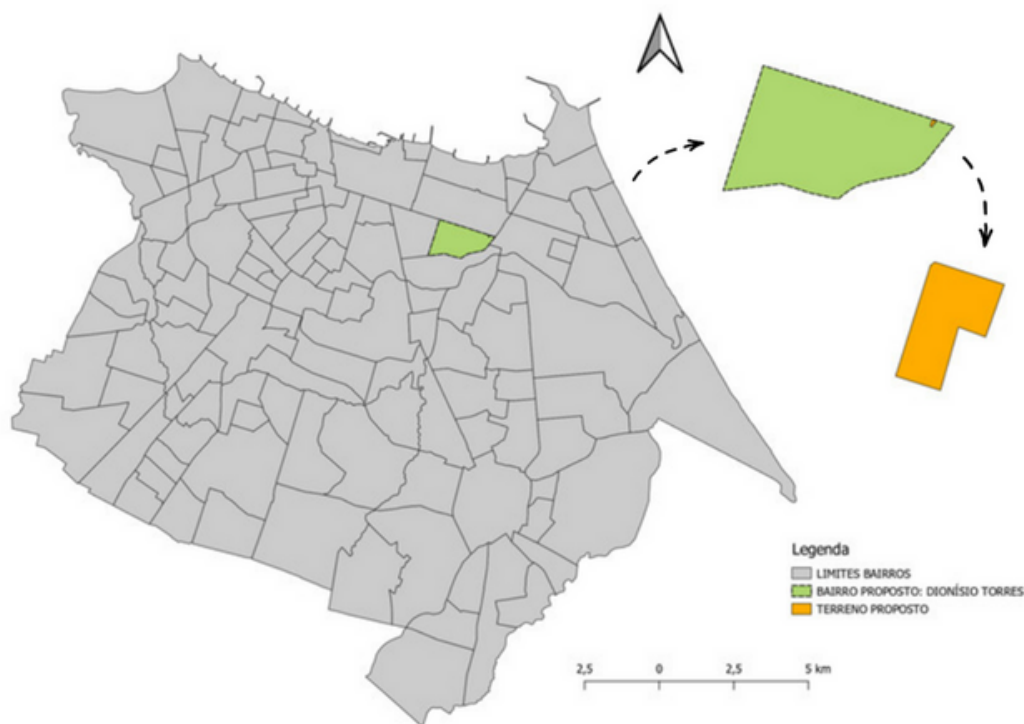 Legenda
LIMITES BAIRROS
BAIRRO PROPOSTO: DIONÍSIO TORRES
TERRENO PROPOSTO
2,5 0 2,5 5 km